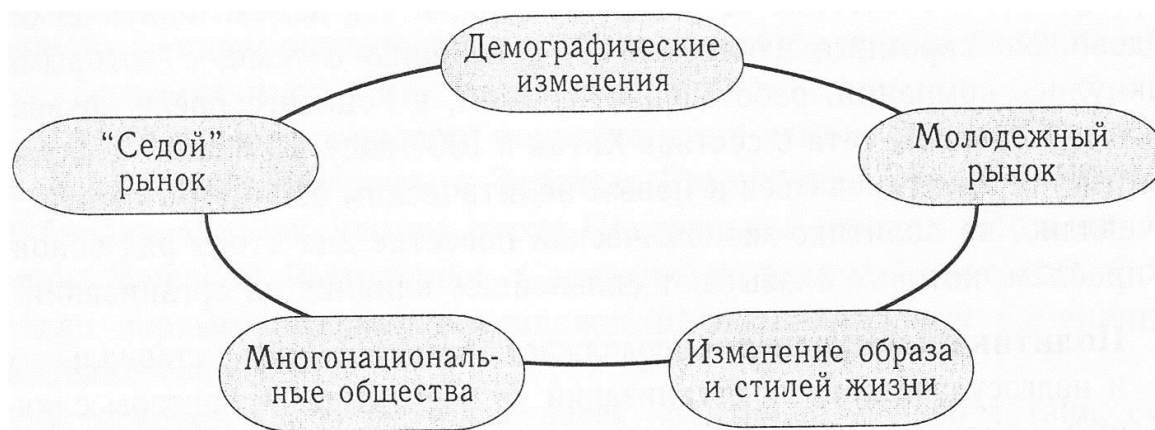 Демографические
изменения
“Седой”
рынок
Молодежный
рынок
Многонациональ-
ные общества
Изменение образа
и стилей жизни